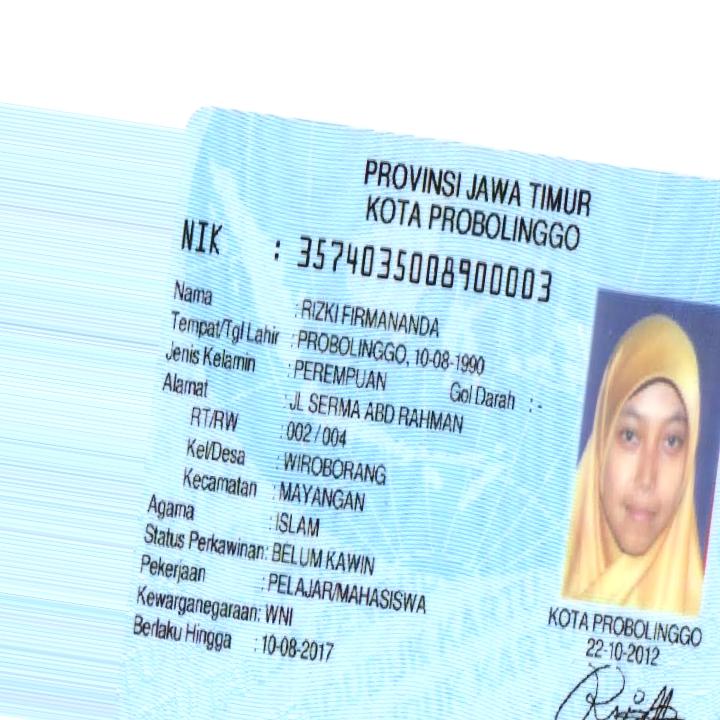 PROVINSI JAWA TIMUR
KOTA PROBOLINGGO
NIK : 3574035008900003
Nama : RIZKI FIRMANANDA
Tempat/Tgl Lahir : PROBOLINGGO, 10-08-1990
Jenis Kelamin : PEREMPUAN Gol Darah : -
Alamat : JL SERMA ABD RAHMAN
RT/RW : 002 / 004
Kel/Desa : WIROBORANG
Kecamatan : MAYANGAN
Agama : ISLAM
Status Perkawinan: BELUM KAWIN
Pekerjaan : PELAJAR/MAHASISWA
Kewarganegaraan: WNI
Berlaku Hingga : 10-08-2017
KOTA PROBOLINGGO
22-10-2012